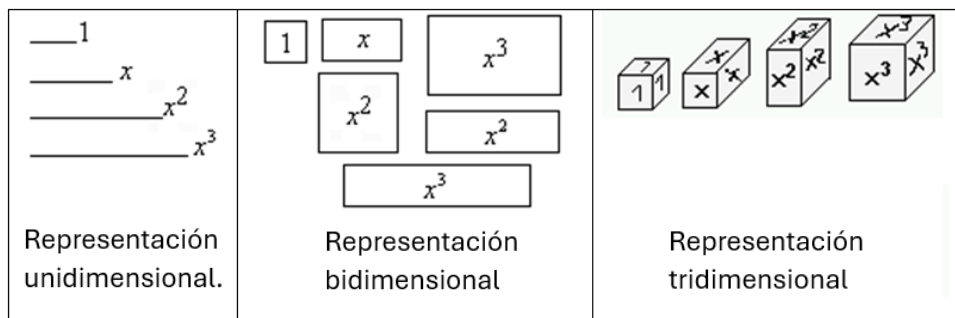 1
x
x²
x³
Representación
unidimensional.
1
x
x³
x²
x²
x³
Representación
bidimensional
1 1 1
x x x
x² x² x²
x³ x³ x³
Representación
tridimensional